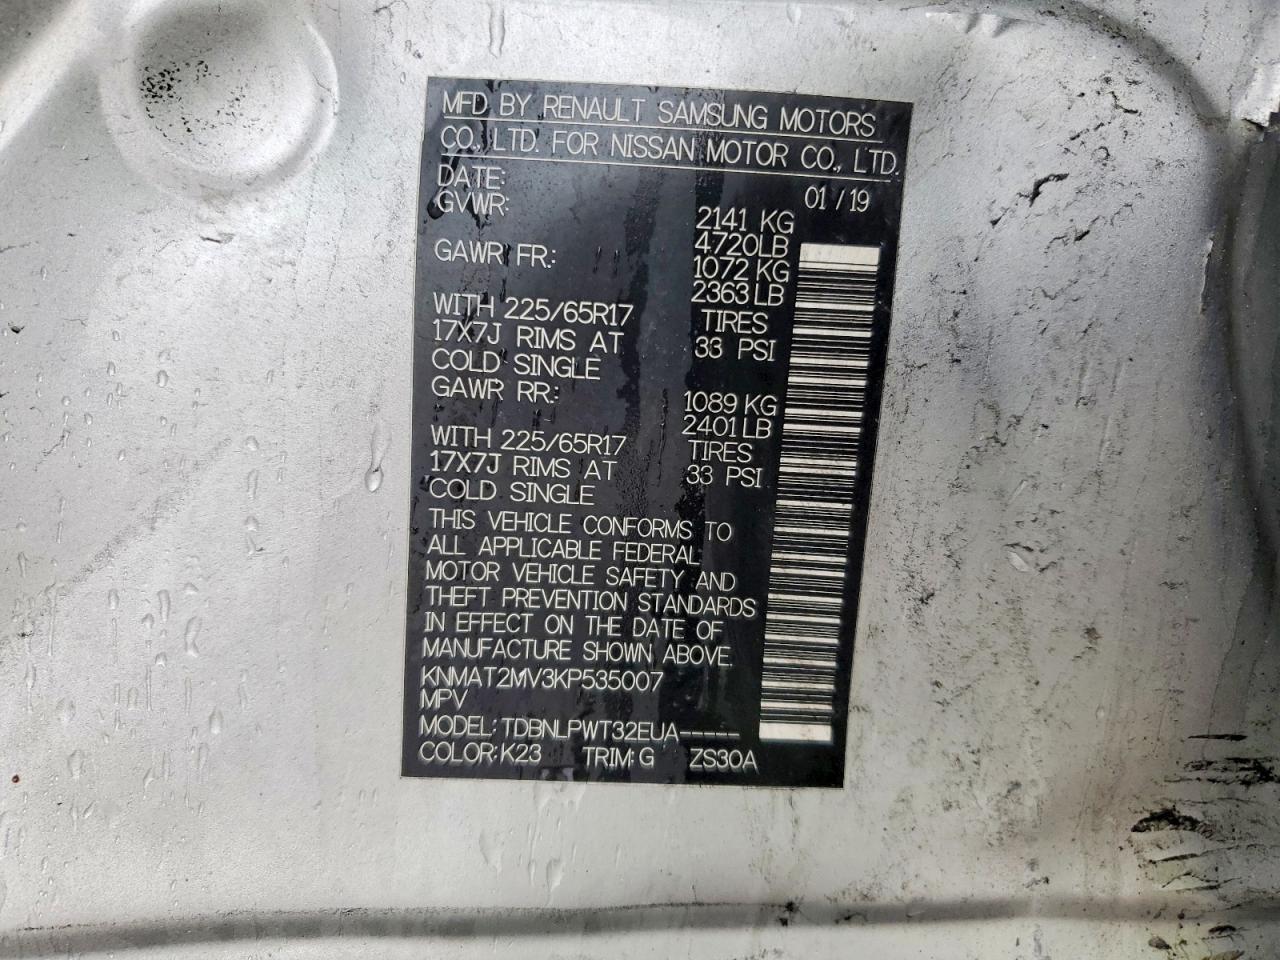 MFD. BY RENAULT SAMSUNG MOTORS
CO., LTD. FOR NISSAN MOTOR CO., LTD.
DATE: 01 / 19
GVWR: 2141 KG
4720LB
GAWR FR.: 1072 KG
2363 LB
WITH 225/65R17 TIRES
17X7J RIMS AT 33 PSI
COLD SINGLE
GAWR RR.: 1089 KG
2401 LB
WITH 225/65R17 TIRES
17X7J RIMS AT 33 PSI
COLD SINGLE
THIS VEHICLE CONFORMS TO
ALL APPLICABLE FEDERAL
MOTOR VEHICLE SAFETY AND
THEFT PREVENTION STANDARDS
IN EFFECT ON THE DATE OF
MANUFACTURE SHOWN ABOVE.
KNMAT2MV3KP535007
MPV
MODEL: TDBNLPWT32EUA-----
COLOR: K23 TRIM: G ZS30A